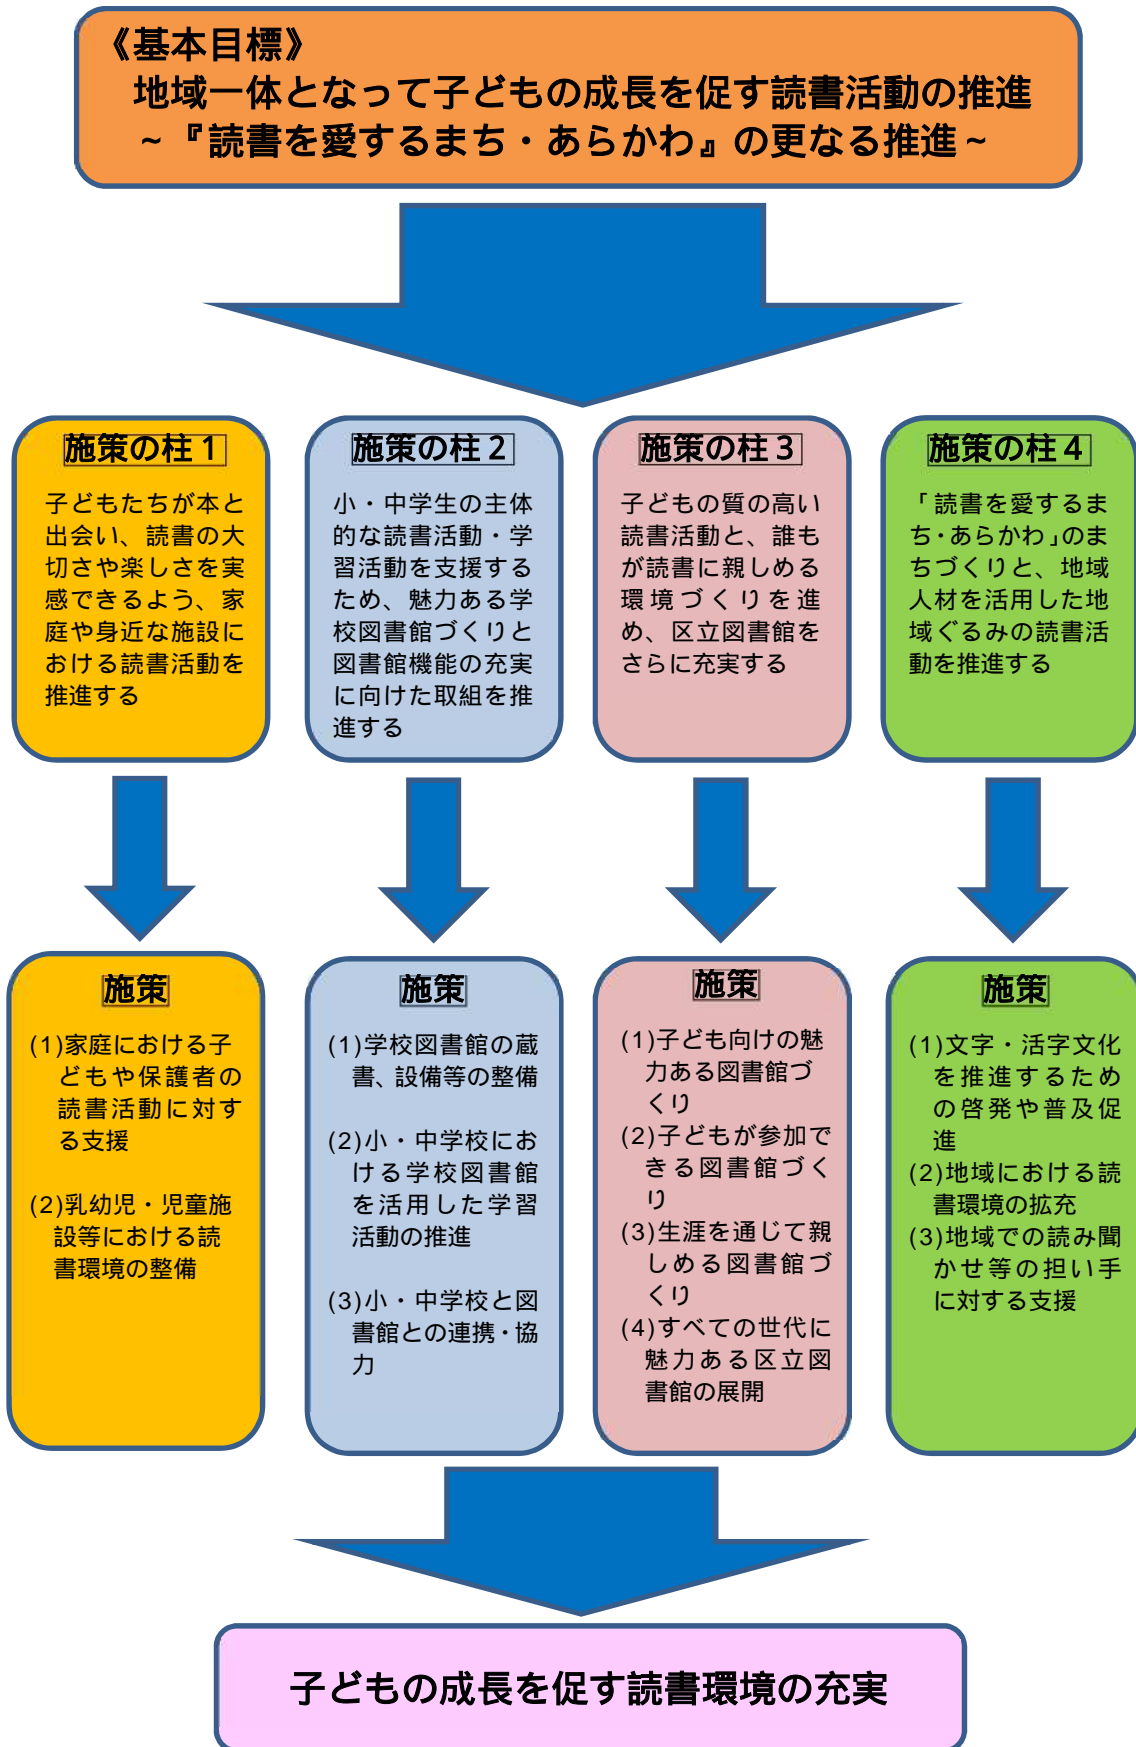 《基本目標》
地域一体となって子どもの成長を促す読書活動の推進
~『読書を愛するまち・あらかわ』の更なる推進~
施策の柱1
子どもたちが本と
出会い、読書の大
切さや楽しさを実
感できるよう、家
庭や身近な施設に
おける読書活動を
推進する
施策の柱2
小・中学生の主体
的な読書活動・学
習活動を支援する
ため、魅力ある学
校図書館づくりと
図書館機能の充実
に向けた取組を推
進する
施策の柱3
子どもの質の高い
読書活動と、誰も
が読書に親しめる
環境づくりを進
め、区立図書館を
さらに充実する
施策の柱4
「読書を愛するま
ち・あらかわ」のま
ちづくりと、地域
人材を活用した地
域ぐるみの読書活
動を推進する
施策
(1)家庭における子
どもや保護者の
読書活動に対す
る支援
(2)乳幼児・児童施
設等における読
書環境の整備
施策
(1)学校図書館の蔵
書、設備等の整備
(2)小・中学校にお
ける学校図書館
を活用した学習
活動の推進
(3)小・中学校と図
書館との連携・協
力
施策
(1)子ども向けの魅
力ある図書館づ
くり
(2)子どもが参加で
きる図書館づく
り
(3)生涯を通じて親
しめる図書館づ
くり
(4)すべての世代に
魅力ある区立図
書館の展開
施策
(1)文字・活字文化
を推進するため
の啓発や普及促
進
(2)地域における読
書環境の拡充
(3)地域での読み聞
かせ等の担い手
に対する支援
子どもの成長を促す読書環境の充実